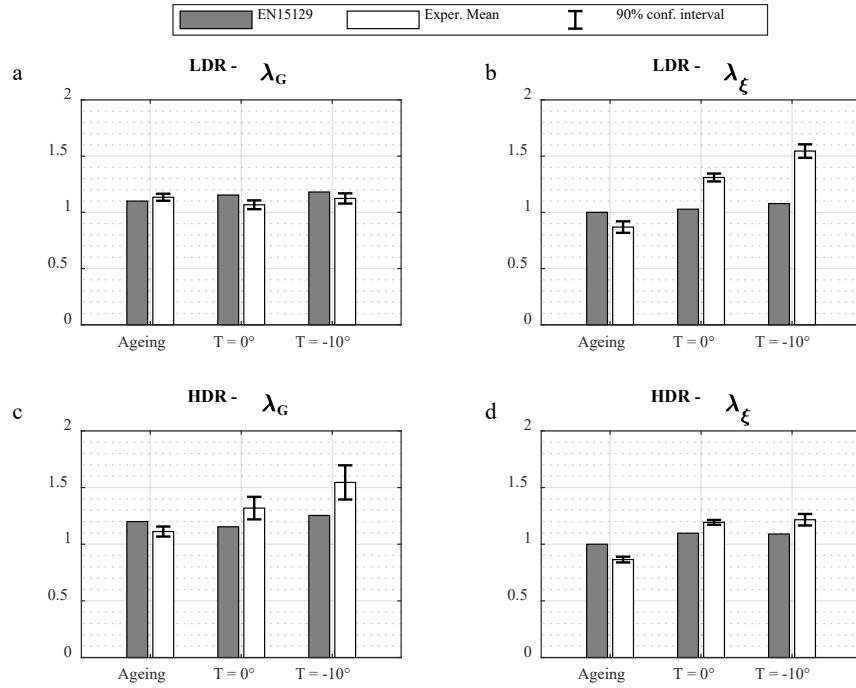 EN15129 Exper. Mean 90% conf. interval
a LDR - λG b LDR - λξ
2 2
1.5 1.5
1 1
0.5 0.5
0 0
Ageing T = 0° T = -10° Ageing T = 0° T = -10°
c HDR - λG d HDR - λξ
2 2
1.5 1.5
1 1
0.5 0.5
0 0
Ageing T = 0° T = -10° Ageing T = 0° T = -10°